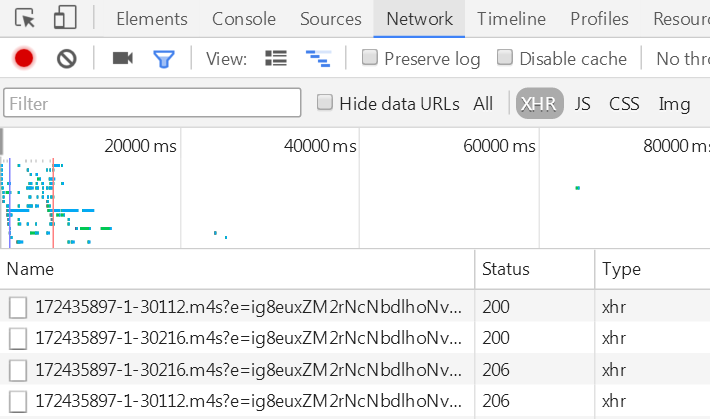 Elements Console Sources Network Timeline Profiles Resour
View: Preserve log Disable cache No thr
Filter Hide data URLs All XHR JS CSS Img
20000 ms 40000 ms 60000 ms 80000 ms
Name Status Type
172435897-1-30112.m4s?e=ig8euxZM2rNcNbdlhoNv... 200 xhr
172435897-1-30216.m4s?e=ig8euxZM2rNcNbdlhoNv... 200 xhr
172435897-1-30216.m4s?e=ig8euxZM2rNcNbdlhoNv... 206 xhr
172435897-1-30112.m4s?e=ig8euxZM2rNcNbdlhoNv... 206 xhr